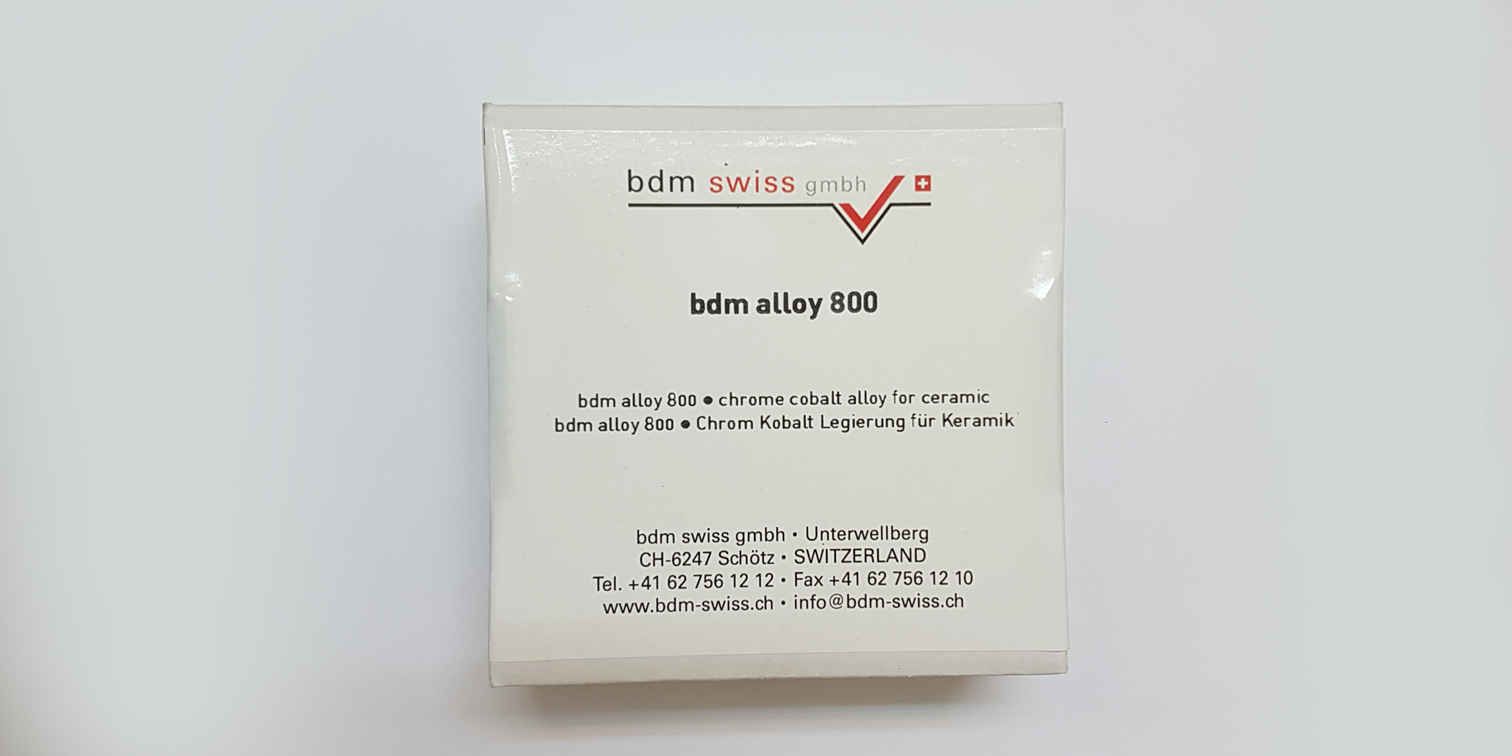 bdm swiss gmbh
bdm alloy 800
bdm alloy 800 ● chrome cobalt alloy for ceramic
bdm alloy 800 ● Chrom Kobalt Legierung für Keramik
bdm swiss gmbh • Unterwellberg
CH-6247 Schötz • SWITZERLAND
Tel. +41 62 756 12 12 • Fax +41 62 756 12 10
www.bdm-swiss.ch • info@bdm-swiss.ch